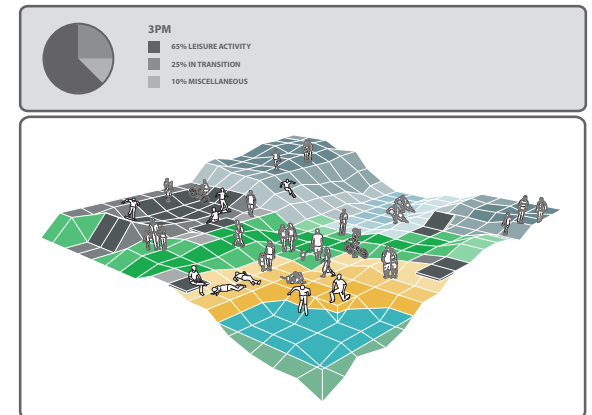 3PM
65% LEISURE ACTIVITY
25% IN TRANSITION
10% MISCELLANEOUS